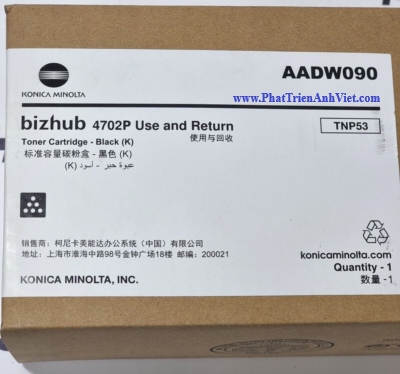 KONICA MINOLTA
AADW090
www.PhatTrienAnhViet.com
bizhub 4702P Use and Return
使用与回收
TNP53
Toner Cartridge - Black (K)
标准容量碳粉盒 - 黑色 (K)
عبوة حبر - أسود (K)
销售商：柯尼卡美能达办公系统（中国）有限公司
地址：上海市淮海中路98号金钟广场18楼 邮编：200021
KONICA MINOLTA, INC.
konicaminolta.com
Quantity - 1
数量 -1